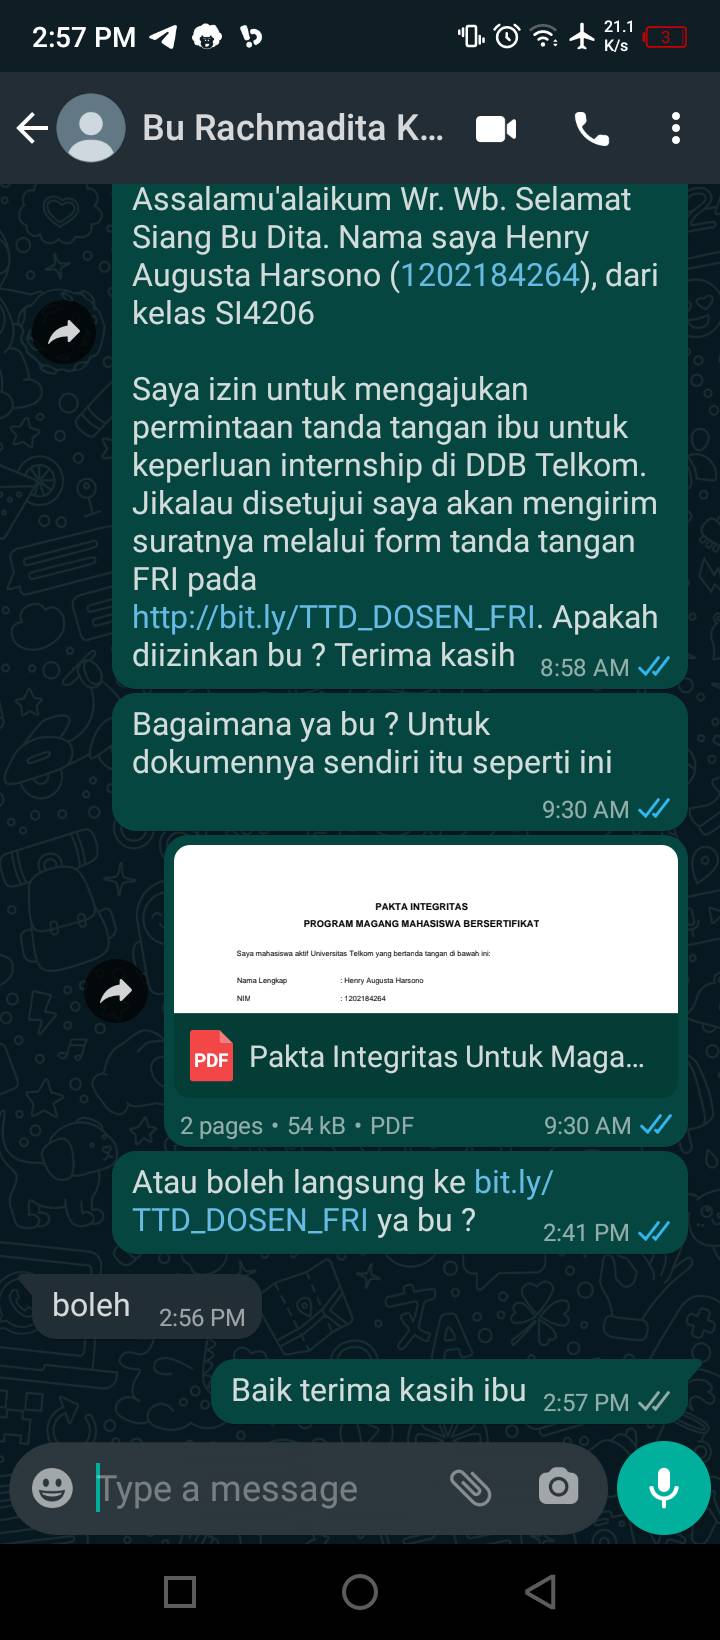 2:57 PM
21.1
K/s
3
Bu Rachmadita K...
Assalamu'alaikum Wr. Wb. Selamat
Siang Bu Dita. Nama saya Henry
Augusta Harsono (1202184264), dari
kelas SI4206
Saya izin untuk mengajukan
permintaan tanda tangan ibu untuk
keperluan internship di DDB Telkom.
Jikalau disetujui saya akan mengirim
suratnya melalui form tanda tangan
FRI pada
http://bit.ly/TTD_DOSEN_FRI. Apakah
diizinkan bu ? Terima kasih
8:58 AM
Bagaimana ya bu ? Untuk
dokumennya sendiri itu seperti ini
9:30 AM
PAKTA INTEGRITAS
PROGRAM MAGANG MAHASISWA BERSERTIFIKAT
Saya mahasiswa aktif Universitas Telkom yang bertanda tangan di bawah ini:
Nama Lengkap : Henry Augusta Harsono
NIM : 1202184264
PDF Pakta Integritas Untuk Maga...
2 pages • 54 kB • PDF 9:30 AM
Atau boleh langsung ke bit.ly/
TTD_DOSEN_FRI ya bu ? 2:41 PM
boleh 2:56 PM
Baik terima kasih ibu 2:57 PM
Type a message